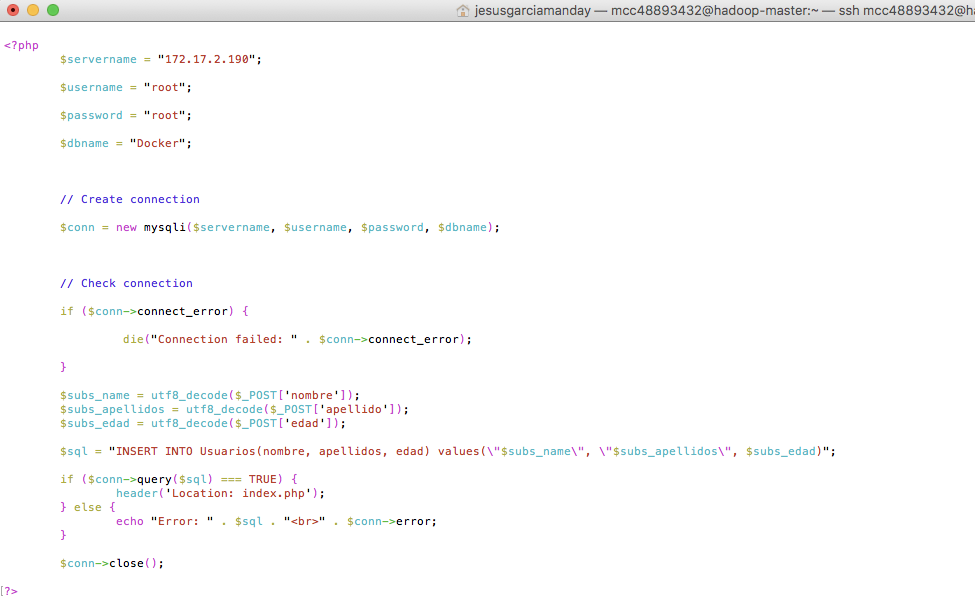 jesusgarciamanday — mcc48893432@hadoop-master:~ — ssh mcc48893432@h
<?php
$servername = "172.17.2.190";
$username = "root";
$password = "root";
$dbname = "Docker";
// Create connection
$conn = new mysqli($servername, $username, $password, $dbname);
// Check connection
if ($conn->connect_error) {
die("Connection failed: " . $conn->connect_error);
}
$subs_name = utf8_decode($_POST['nombre']);
$subs_apellidos = utf8_decode($_POST['apellido']);
$subs_edad = utf8_decode($_POST['edad']);
$sql = "INSERT INTO Usuarios(nombre, apellidos, edad) values(\"$subs_name\", \"$subs_apellidos\", $subs_edad)";
if ($conn->query($sql) === TRUE) {
header('Location: index.php');
} else {
echo "Error: " . $sql . "<br>" . $conn->error;
}
$conn->close();
?>